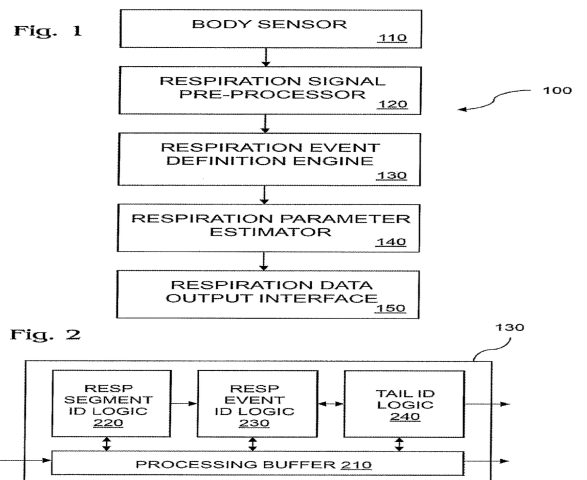 Fig. 1
BODY SENSOR
110
RESPIRATION SIGNAL
PRE-PROCESSOR
120
100
RESPIRATION EVENT
DEFINITION ENGINE
130
RESPIRATION PARAMETER
ESTIMATOR
140
RESPIRATION DATA
OUTPUT INTERFACE
150
Fig. 2
130
RESP
SEGMENT
ID LOGIC
220
RESP
EVENT
ID LOGIC
230
TAIL ID
LOGIC
240
PROCESSING BUFFER 210